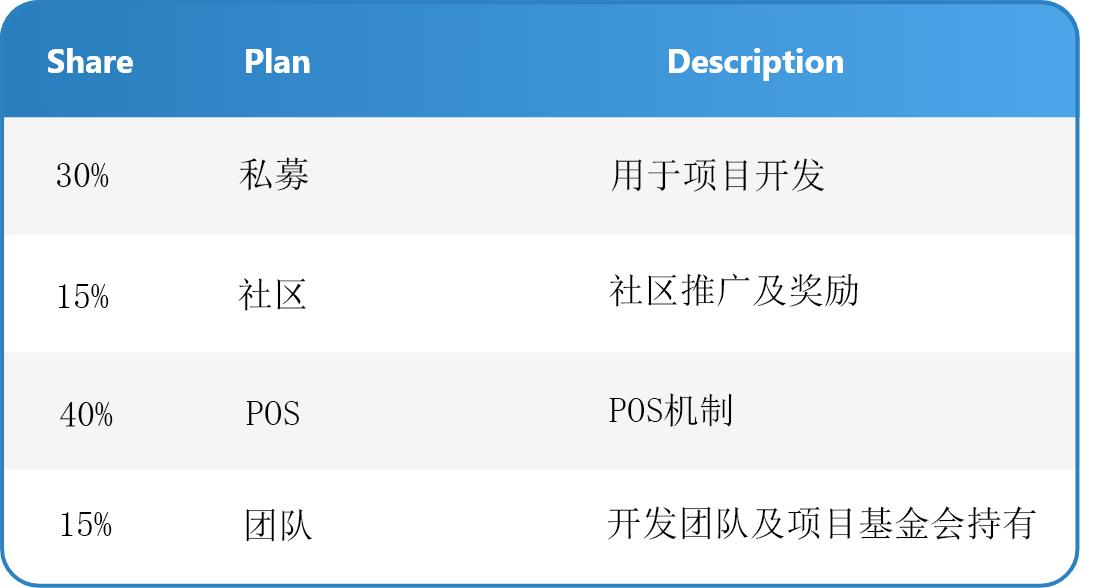 Share Plan Description
30% 私募 用于项目开发
15% 社区 社区推广及奖励
40% POS POS机制
15% 团队 开发团队及项目基金会持有